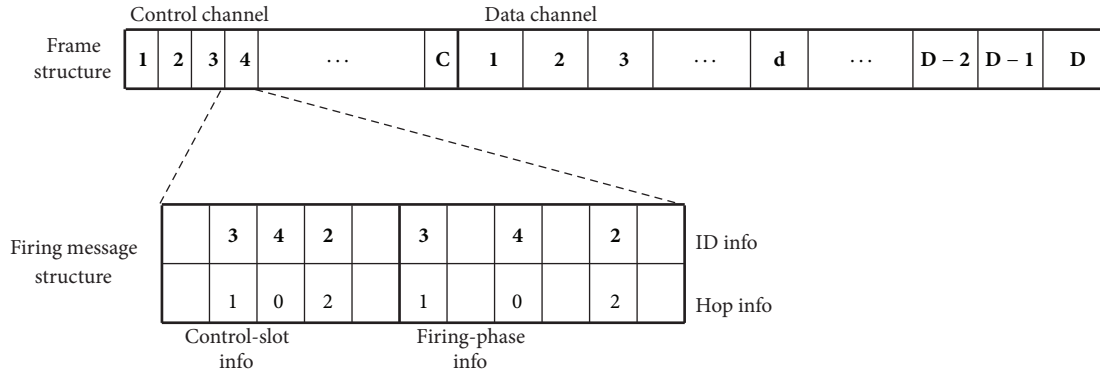 Control channel Data channel
Frame structure
1 2 3 4 ... C 1 2 3 ... d ... D – 2 D – 1 D
Firing message structure
3 4 2 3 4 2 ID info
1 0 2 1 0 2 Hop info
Control-slot info
Firing-phase info